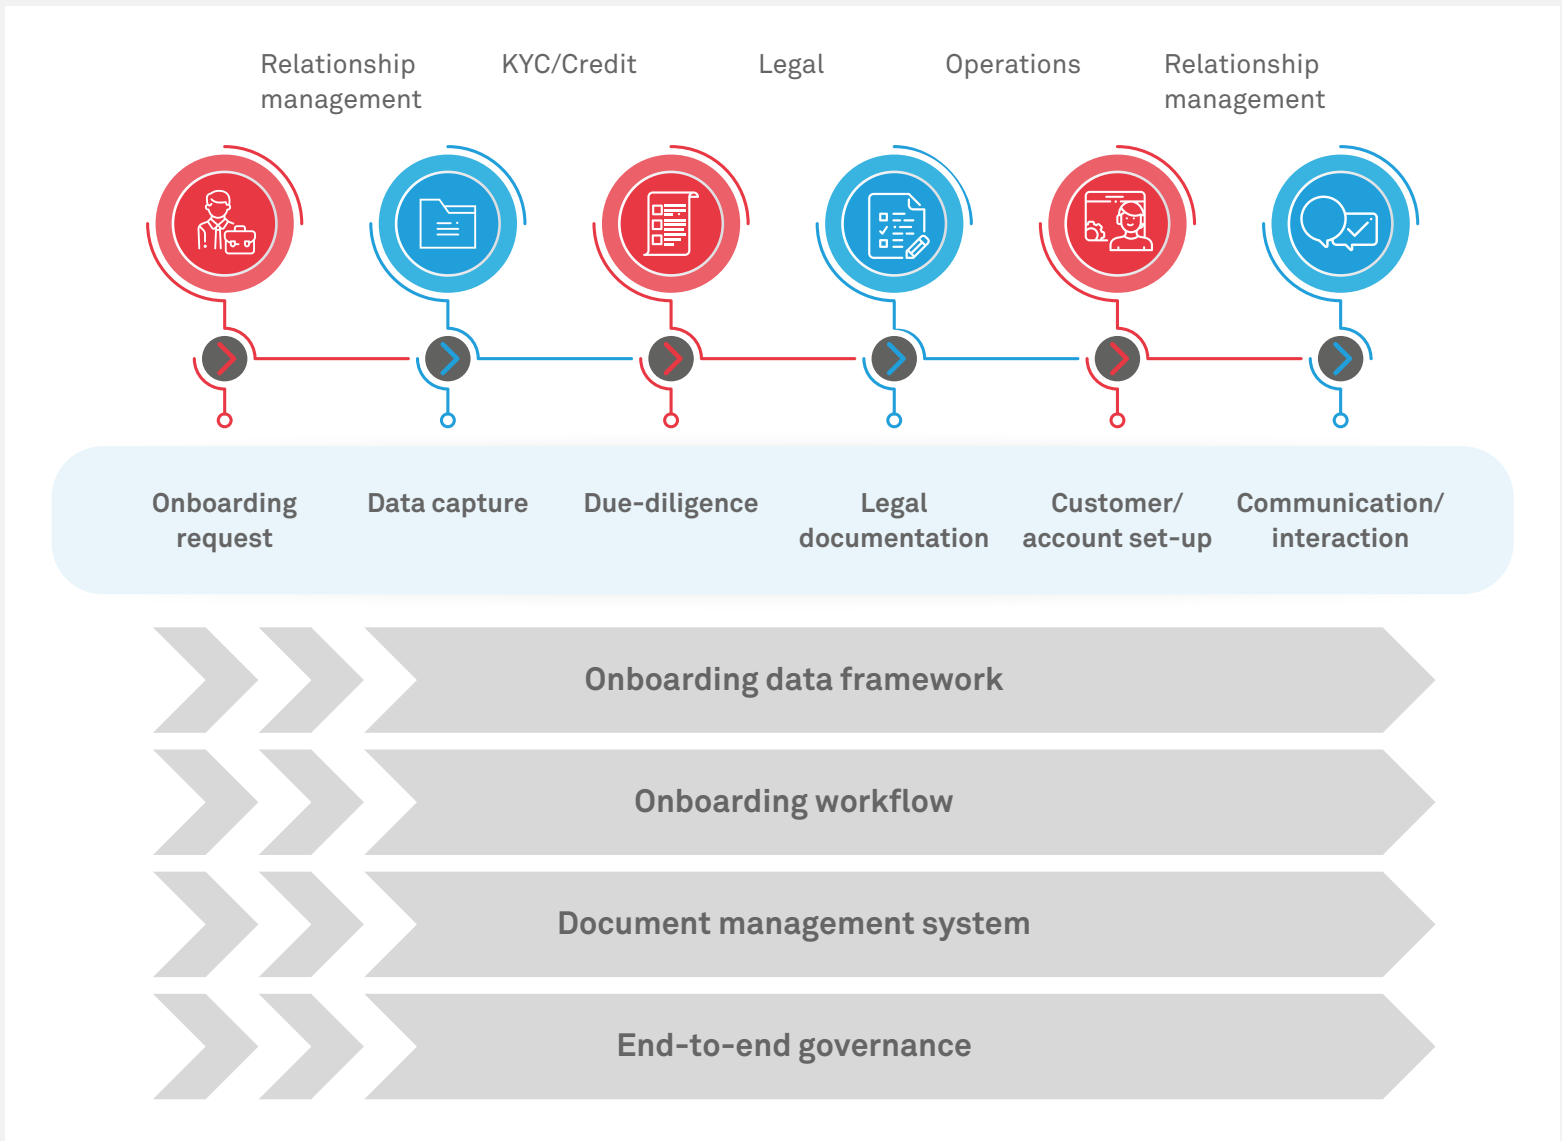 Relationship
management
KYC/Credit
Legal
Operations
Relationship
management
Onboarding
request
Data capture
Due-diligence
Legal
documentation
Customer/
account set-up
Communication/
interaction
Onboarding data framework
Onboarding workflow
Document management system
End-to-end governance